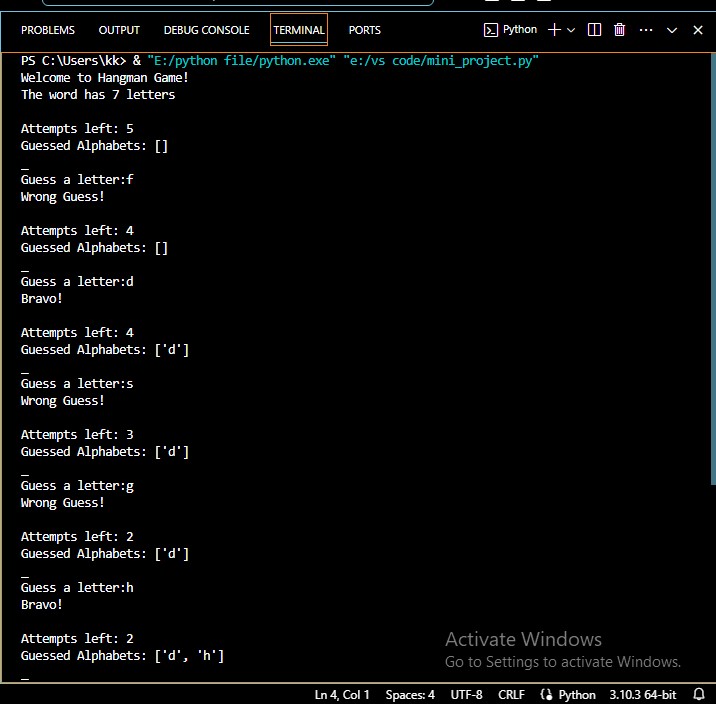 PROBLEMS OUTPUT DEBUG CONSOLE TERMINAL PORTS Python
PS C:\Users\kk> & "E:/python file/python.exe" "e:/vs code/mini_project.py"
Welcome to Hangman Game!
The word has 7 letters
Attempts left: 5
Guessed Alphabets: []
_
Guess a letter:f
Wrong Guess!
Attempts left: 4
Guessed Alphabets: []
_
Guess a letter:d
Bravo!
Attempts left: 4
Guessed Alphabets: ['d']
_
Guess a letter:s
Wrong Guess!
Attempts left: 3
Guessed Alphabets: ['d']
_
Guess a letter:g
Wrong Guess!
Attempts left: 2
Guessed Alphabets: ['d']
_
Guess a letter:h
Bravo!
Attempts left: 2
Guessed Alphabets: ['d', 'h']
_
Activate Windows
Go to Settings to activate Windows.
Ln 4, Col 1 Spaces: 4 UTF-8 CRLF Python 3.10.3 64-bit